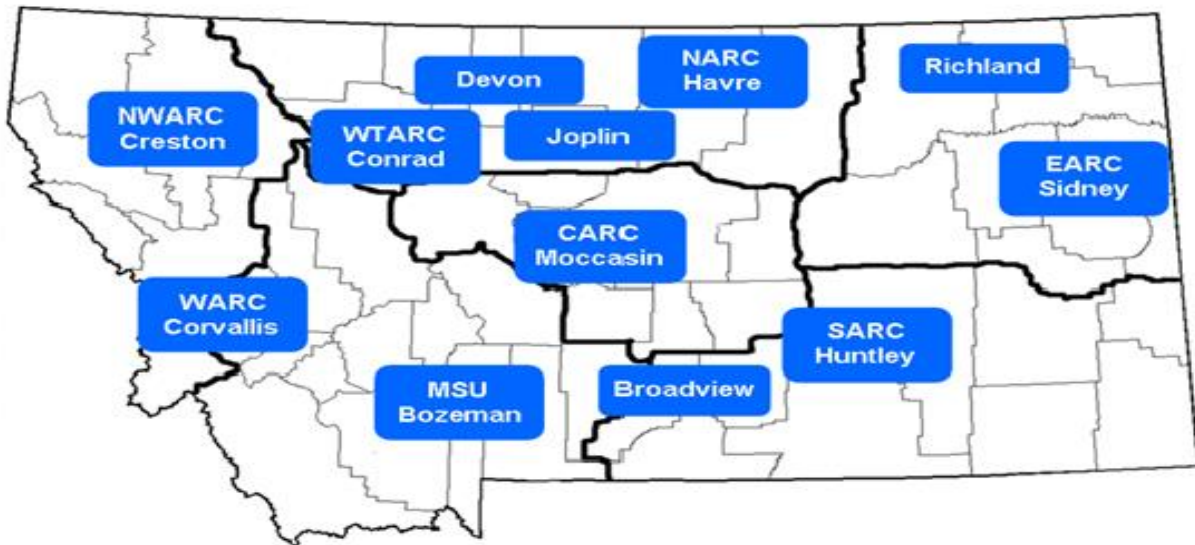 Devon
NARC
Havre
Richland
NWARC
Creston
WTARC
Conrad
Joplin
EARC
Sidney
CARC
Moccasin
WARC
Corvallis
SARC
Huntley
MSU
Bozeman
Broadview